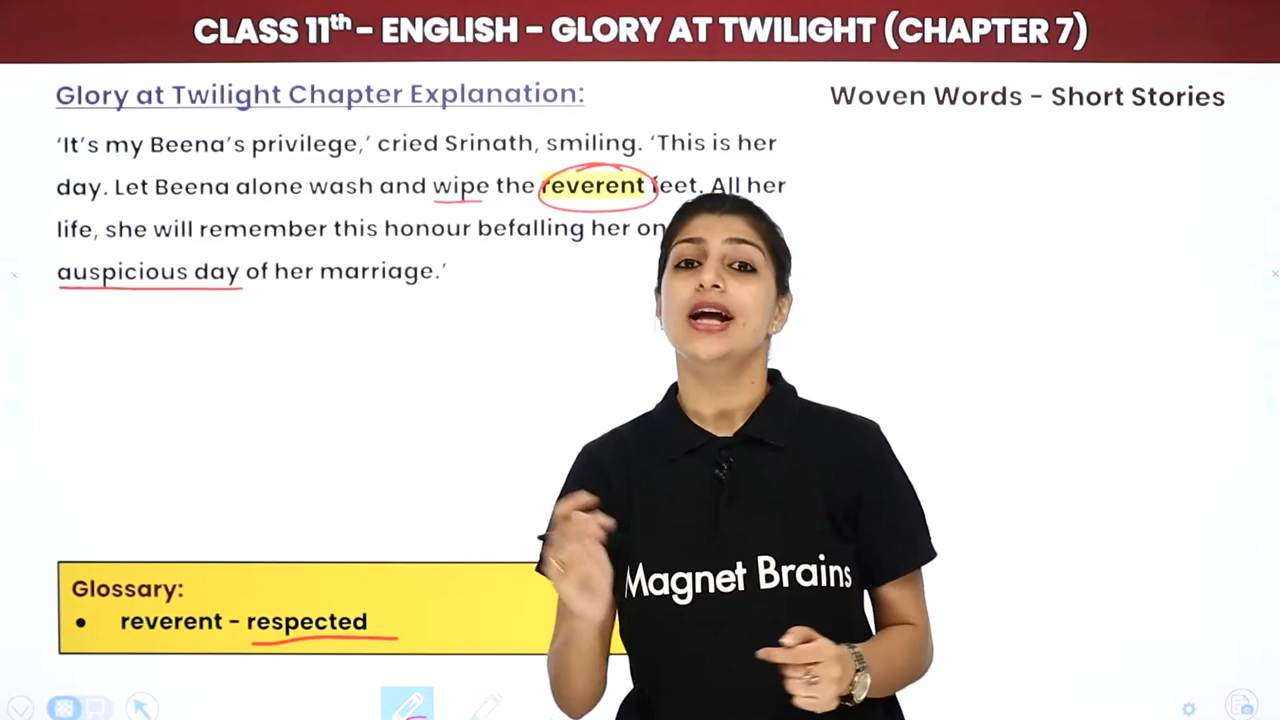 CLASS 11th - ENGLISH - GLORY AT TWILIGHT (CHAPTER 7)
Glory at Twilight Chapter Explanation:
Woven Words - Short Stories
‘It’s my Beena’s privilege,’ cried Srinath, smiling. ‘This is her
day. Let Beena alone wash and wipe the reverent feet. All her
life, she will remember this honour befalling her on
auspicious day of her marriage.’
Magnet Brains
Glossary:
● reverent - respected